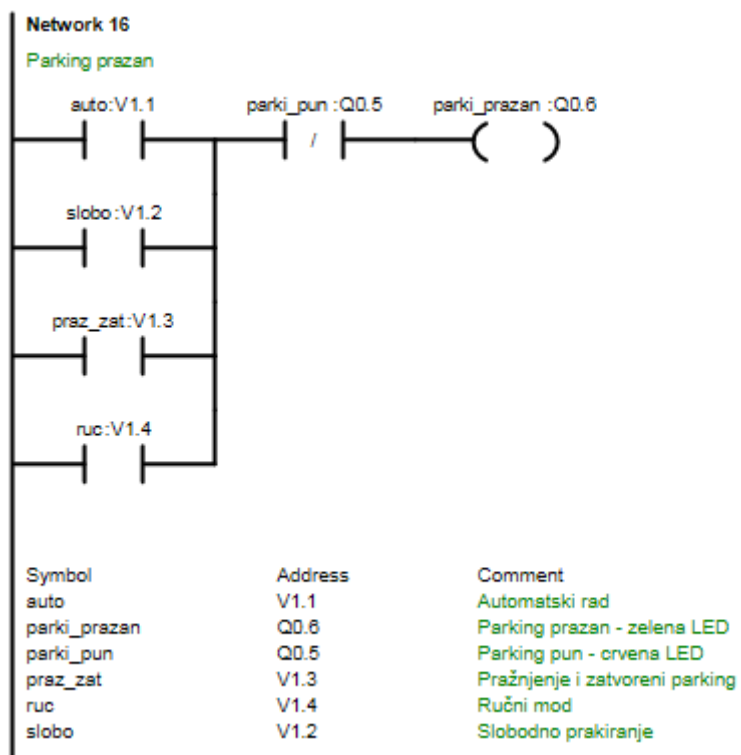 Network 16
Parking prazan
auto:V1.1 parki_pun :Q0.5 parki_prazan :Q0.6
/
slobo:V1.2
praz_zat:V1.3
ruc:V1.4
Symbol Address Comment
auto V1.1 Automatski rad
parki_prazan Q0.6 Parking prazan - zelena LED
parki_pun Q0.5 Parking pun - crvena LED
praz_zat V1.3 Pražnjenje i zatvoreni parking
ruc V1.4 Ručni mod
slobo V1.2 Slobodno prakiranje